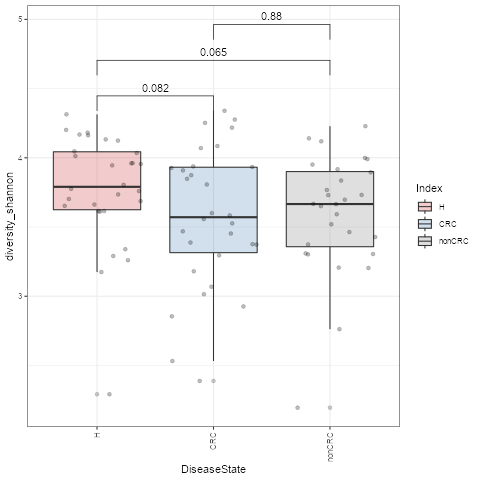 0.88
0.065
0.082
5
4
3
diversity_shannon
H
CRC
nonCRC
DiseaseState
Index
H
CRC
nonCRC